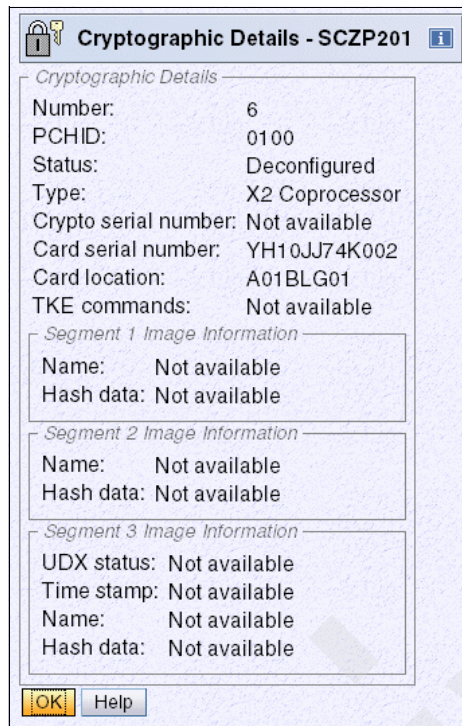 Cryptographic Details - SCZP201 i
Cryptographic Details
Number: 6
PCHID: 0100
Status: Deconfigured
Type: X2 Coprocessor
Crypto serial number: Not available
Card serial number: YH10JJ74K002
Card location: A01BLG01
TKE commands: Not available
Segment 1 Image Information
Name: Not available
Hash data: Not available
Segment 2 Image Information
Name: Not available
Hash data: Not available
Segment 3 Image Information
UDX status: Not available
Time stamp: Not available
Name: Not available
Hash data: Not available
OK Help